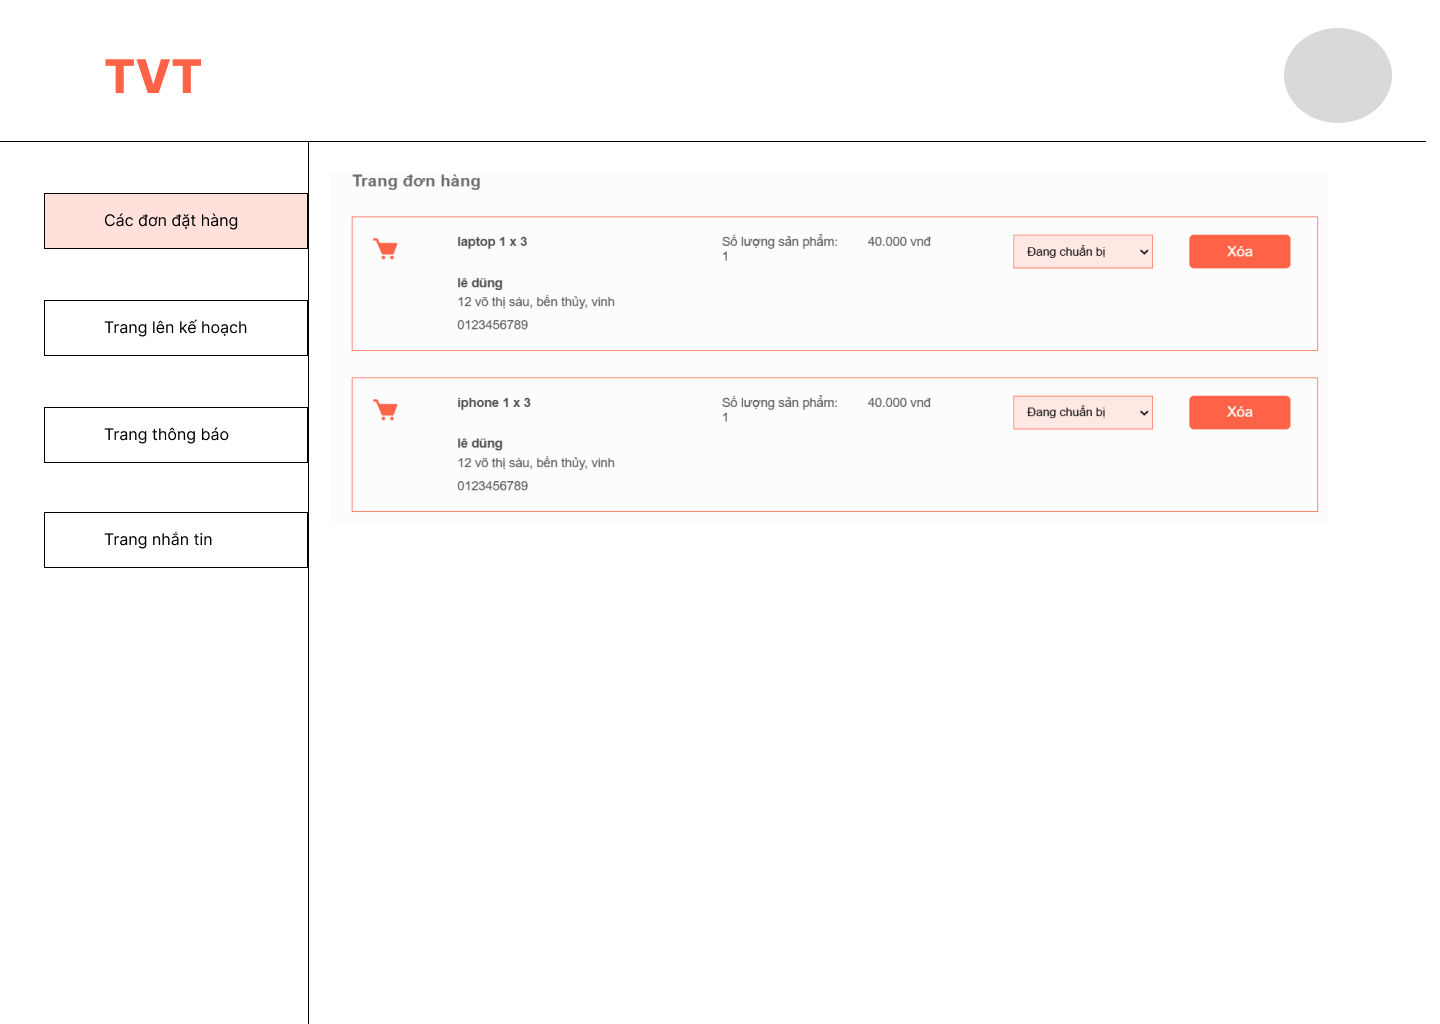 TVT
Các đơn đặt hàng
Trang lên kế hoạch
Trang thông báo
Trang nhắn tin
Trang đơn hàng
laptop 1 x 3
Số lượng sản phẩm:
1
40.000 vnđ
Đang chuẩn bị
Xóa
lê dũng
12 võ thị sáu, bến thủy, vinh
0123456789
iphone 1 x 3
Số lượng sản phẩm:
1
40.000 vnđ
Đang chuẩn bị
Xóa
lê dũng
12 võ thị sáu, bến thủy, vinh
0123456789